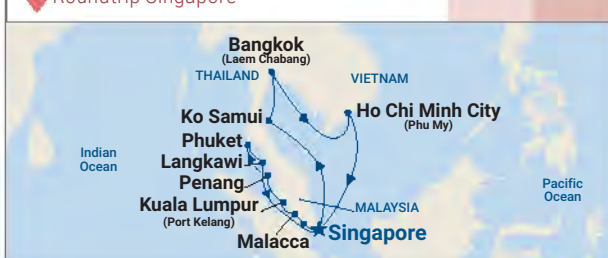 Roundtrip Singapore
Bangkok
(Laem Chabang)
THAILAND
VIETNAM
Ko Samui
Ho Chi Minh City
(Phu My)
Phuket
Indian
Ocean
Langkawi
Penang
Pacific
Ocean
Kuala Lumpur
MALAYSIA
(Port Kelang)
Singapore
Malacca